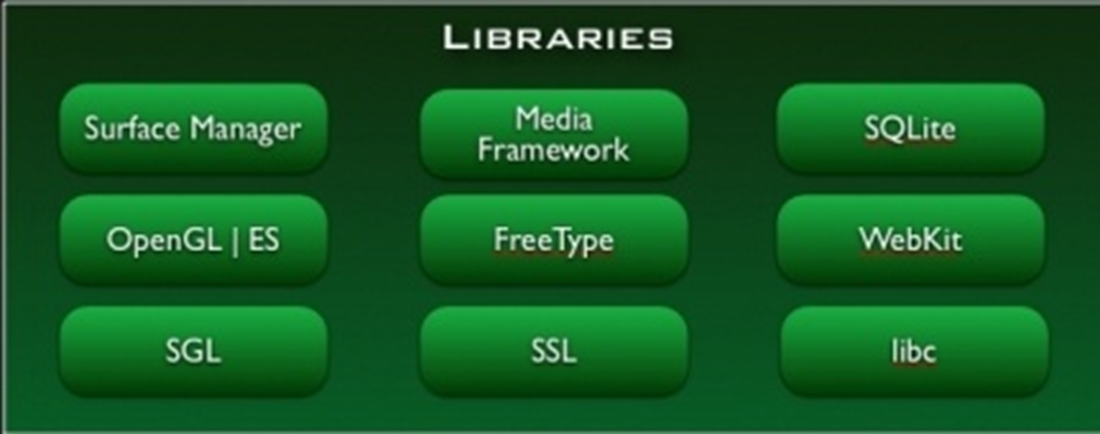 LIBRARIES
Surface Manager
Media
Framework
SQLite
OpenGL | ES
FreeType
WebKit
SGL
SSL
libc